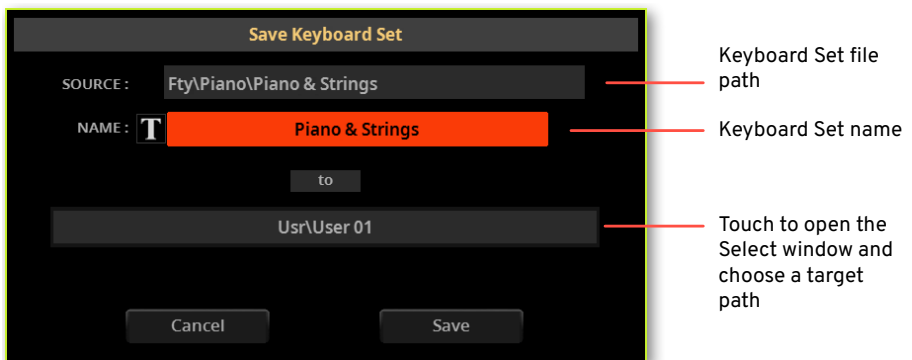 Save Keyboard Set
SOURCE :
Fty\Piano\Piano & Strings
NAME :
T
Piano & Strings
to
Usr\User 01
Cancel
Save
Keyboard Set file
path
Keyboard Set name
Touch to open the
Select window and
choose a target
path